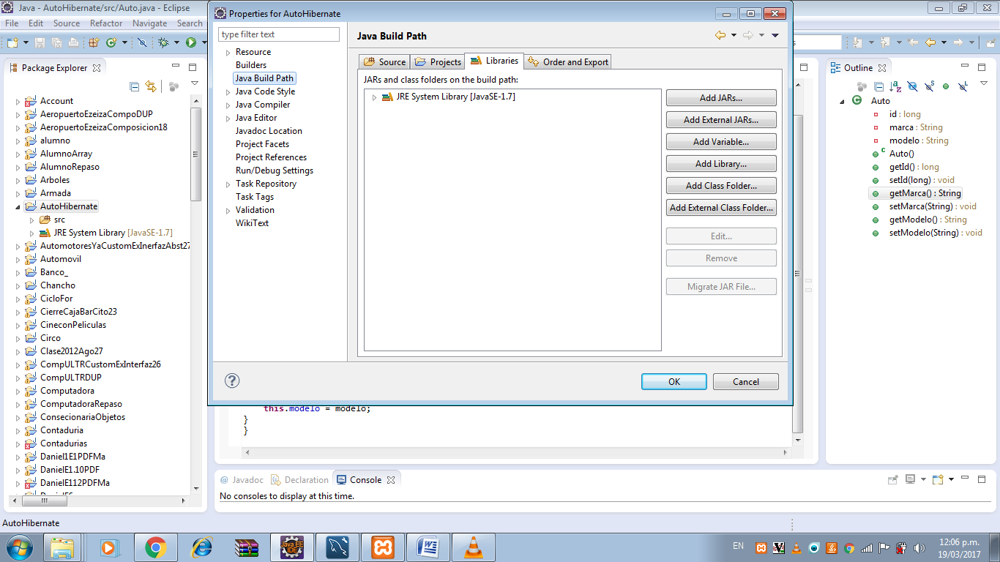 Java - AutoHibernate/src/Auto.java - Eclipse
File Edit Source Refactor Navigate Search
Package Explorer
Account
AeropuertoEzeizaCompoDUP
AeropuertoEzeizaComposicion18
alumno
AlumnoArray
AlumnoRepaso
Arboles
Armada
AutoHibernate
src
JRE System Library [JavaSE-1.7]
AutomotoresYaCustomExInerfazAbst27
Automovil
Banco_
Chancho
CicloFor
CierreCajaBarCito23
CineconPeliculas
Circo
Clase2012Ago27
CompULTRCustomExInterfaz26
CompULTRDUP
Computadora
ComputadoraRepaso
ConsecionariaObjetos
Contaduria
Contadurias
Daniel1E1PDFMa
DanielE1.10PDF
DanielE112PDFMa
Properties for AutoHibernate
type filter text
Resource
Builders
Java Build Path
Java Code Style
Java Compiler
Java Editor
Javadoc Location
Project Facets
Project References
Run/Debug Settings
Task Repository
Task Tags
Validation
WikiText
Java Build Path
Source Projects Libraries Order and Export
JARs and class folders on the build path:
JRE System Library [JavaSE-1.7]
Add JARs...
Add External JARs...
Add Variable...
Add Library...
Add Class Folder...
Add External Class Folder...
Edit...
Remove
Migrate JAR File...
OK Cancel
this.modelo = modelo;
}
}
@ Javadoc Declaration Console
No consoles to display at this time.
Outline
Auto
id : long
marca : String
modelo : String
Auto()
getId() : long
setId(long) : void
getMarca() : String
setMarca(String) : void
getModelo() : String
setModelo(String) : void
AutoHibernate
Java EE
IDE
EN
12:06 p.m.
19/03/2017